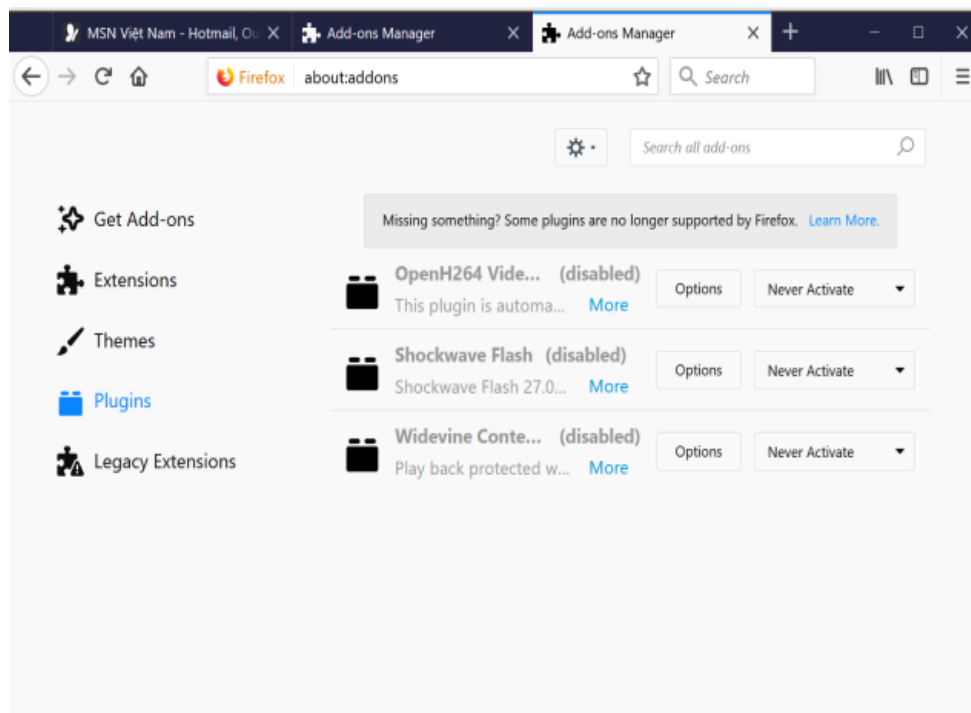 MSN Việt Nam - Hotmail, Ou
Add-ons Manager
Add-ons Manager
Firefox about:addons
Search
Search all add-ons
Get Add-ons
Extensions
Themes
Plugins
Legacy Extensions
Missing something? Some plugins are no longer supported by Firefox. Learn More.
OpenH264 Vide... (disabled)
This plugin is automa... More
Options
Never Activate
Shockwave Flash (disabled)
Shockwave Flash 27.0... More
Options
Never Activate
Widevine Conte... (disabled)
Play back protected w... More
Options
Never Activate